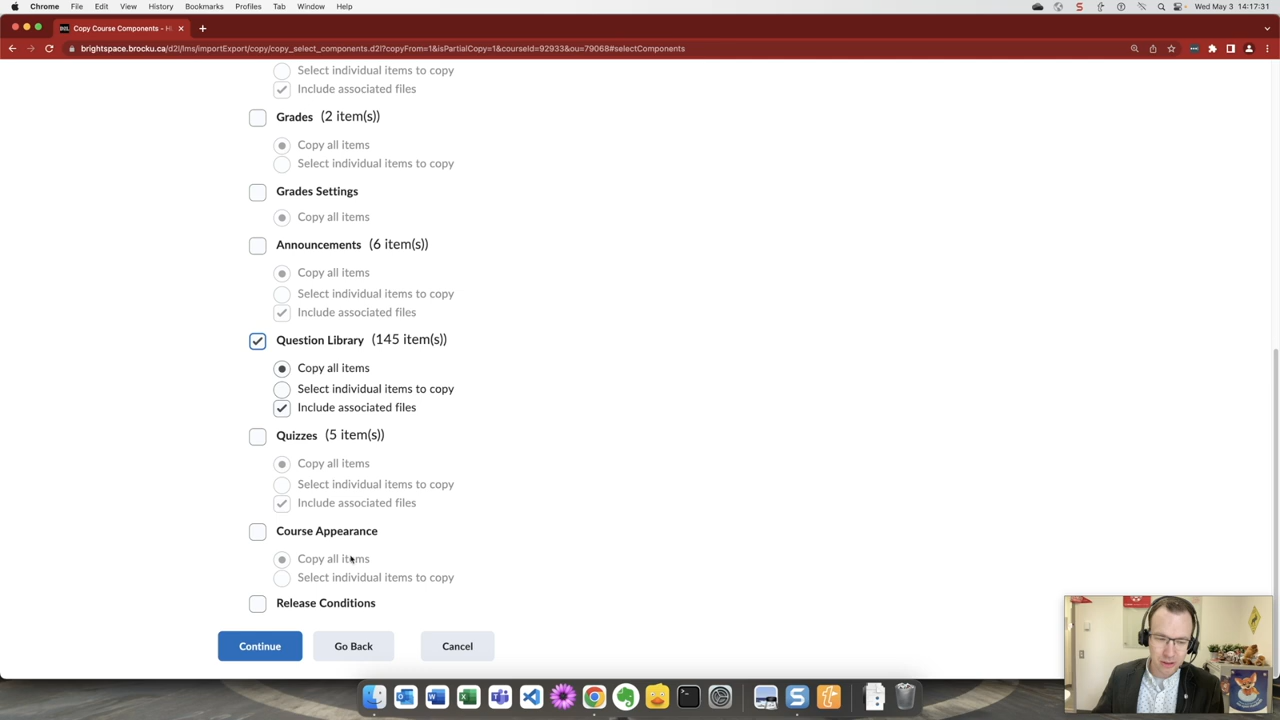 Chrome File Edit View History Bookmarks Profiles Tab Window Help Wed May 3 14:17:31
Copy Course Components - H
brightspace.brocku.ca/d2l/lms/importExport/copy/copy_select_components.d2l?copyFrom=1&isPartialCopy=1&courseId=92933&ou=79068#selectComponents
Select individual items to copy
Include associated files
Grades (2 item(s))
Copy all items
Select individual items to copy
Grades Settings
Copy all items
Announcements (6 item(s))
Copy all items
Select individual items to copy
Include associated files
Question Library (145 item(s))
Copy all items
Select individual items to copy
Include associated files
Quizzes (5 item(s))
Copy all items
Select individual items to copy
Include associated files
Course Appearance
Copy all items
Select individual items to copy
Release Conditions
Continue Go Back Cancel